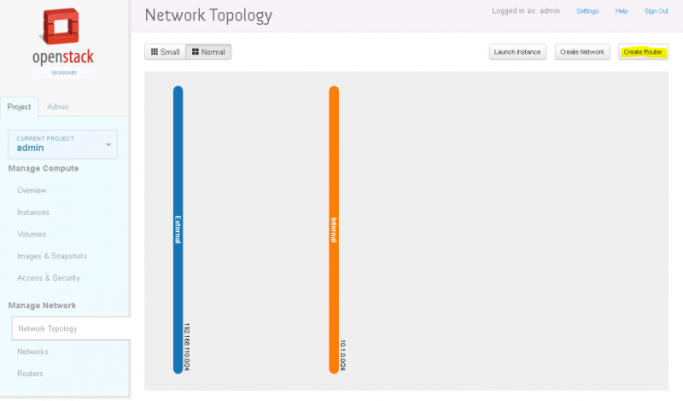 Network Topology
Logged in as: admin
Settings
Help
Sign Out
openstack
DASHBOARD
Small
Normal
Launch Instance
Create Network
Create Router
Project
Admin
CURRENT PROJECT
admin
Manage Compute
Overview
Instances
Volumes
Images & Snapshots
Access & Security
Manage Network
Network Topology
Networks
Routers
External
192.168.110.0/24
Internal
10.1.0.0/24